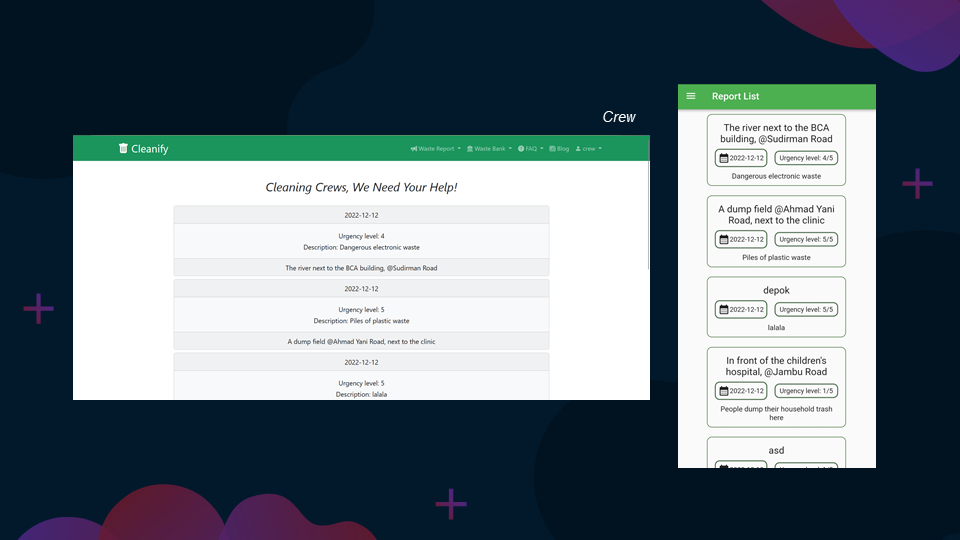 Crew
Cleanify
Waste Report Waste Bank FAQ Blog crew
Cleaning Crews, We Need Your Help!
2022-12-12
Urgency level: 4
Description: Dangerous electronic waste
The river next to the BCA building, @Sudirman Road
2022-12-12
Urgency level: 5
Description: Piles of plastic waste
A dump field @Ahmad Yani Road, next to the clinic
2022-12-12
Urgency level: 5
Description: lalala
Report List
The river next to the BCA
building, @Sudirman Road
2022-12-12 Urgency level: 4/5
Dangerous electronic waste
A dump field @Ahmad Yani
Road, next to the clinic
2022-12-12 Urgency level: 5/5
Piles of plastic waste
depok
2022-12-12 Urgency level: 5/5
lalala
In front of the children's
hospital, @Jambu Road
2022-12-12 Urgency level: 1/5
People dump their household trash
here
asd